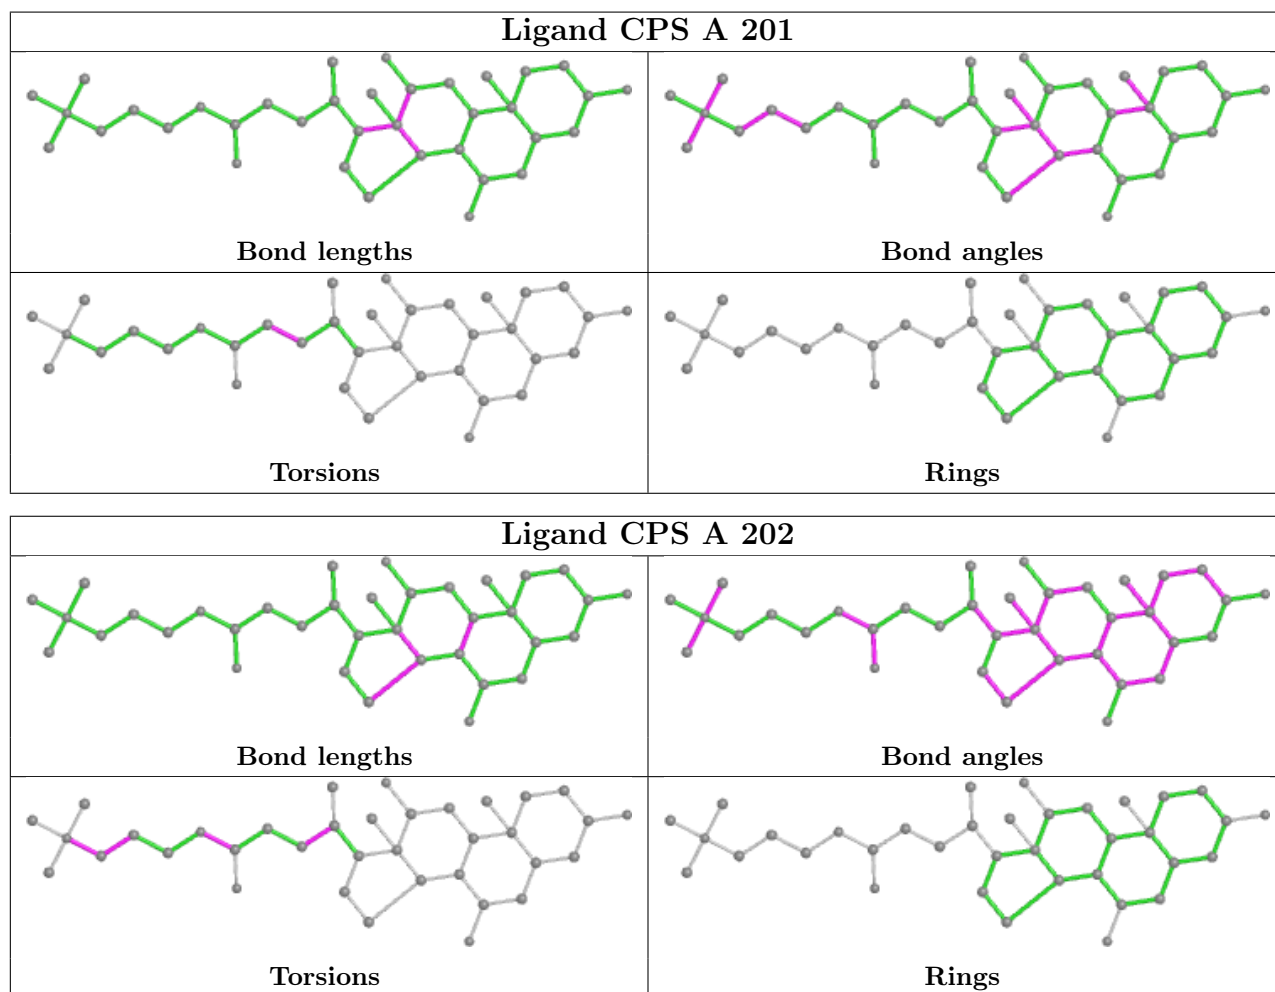 Ligand CPS A 201
Bond lengths
Bond angles
Torsions
Rings
Ligand CPS A 202
Bond lengths
Bond angles
Torsions
Rings